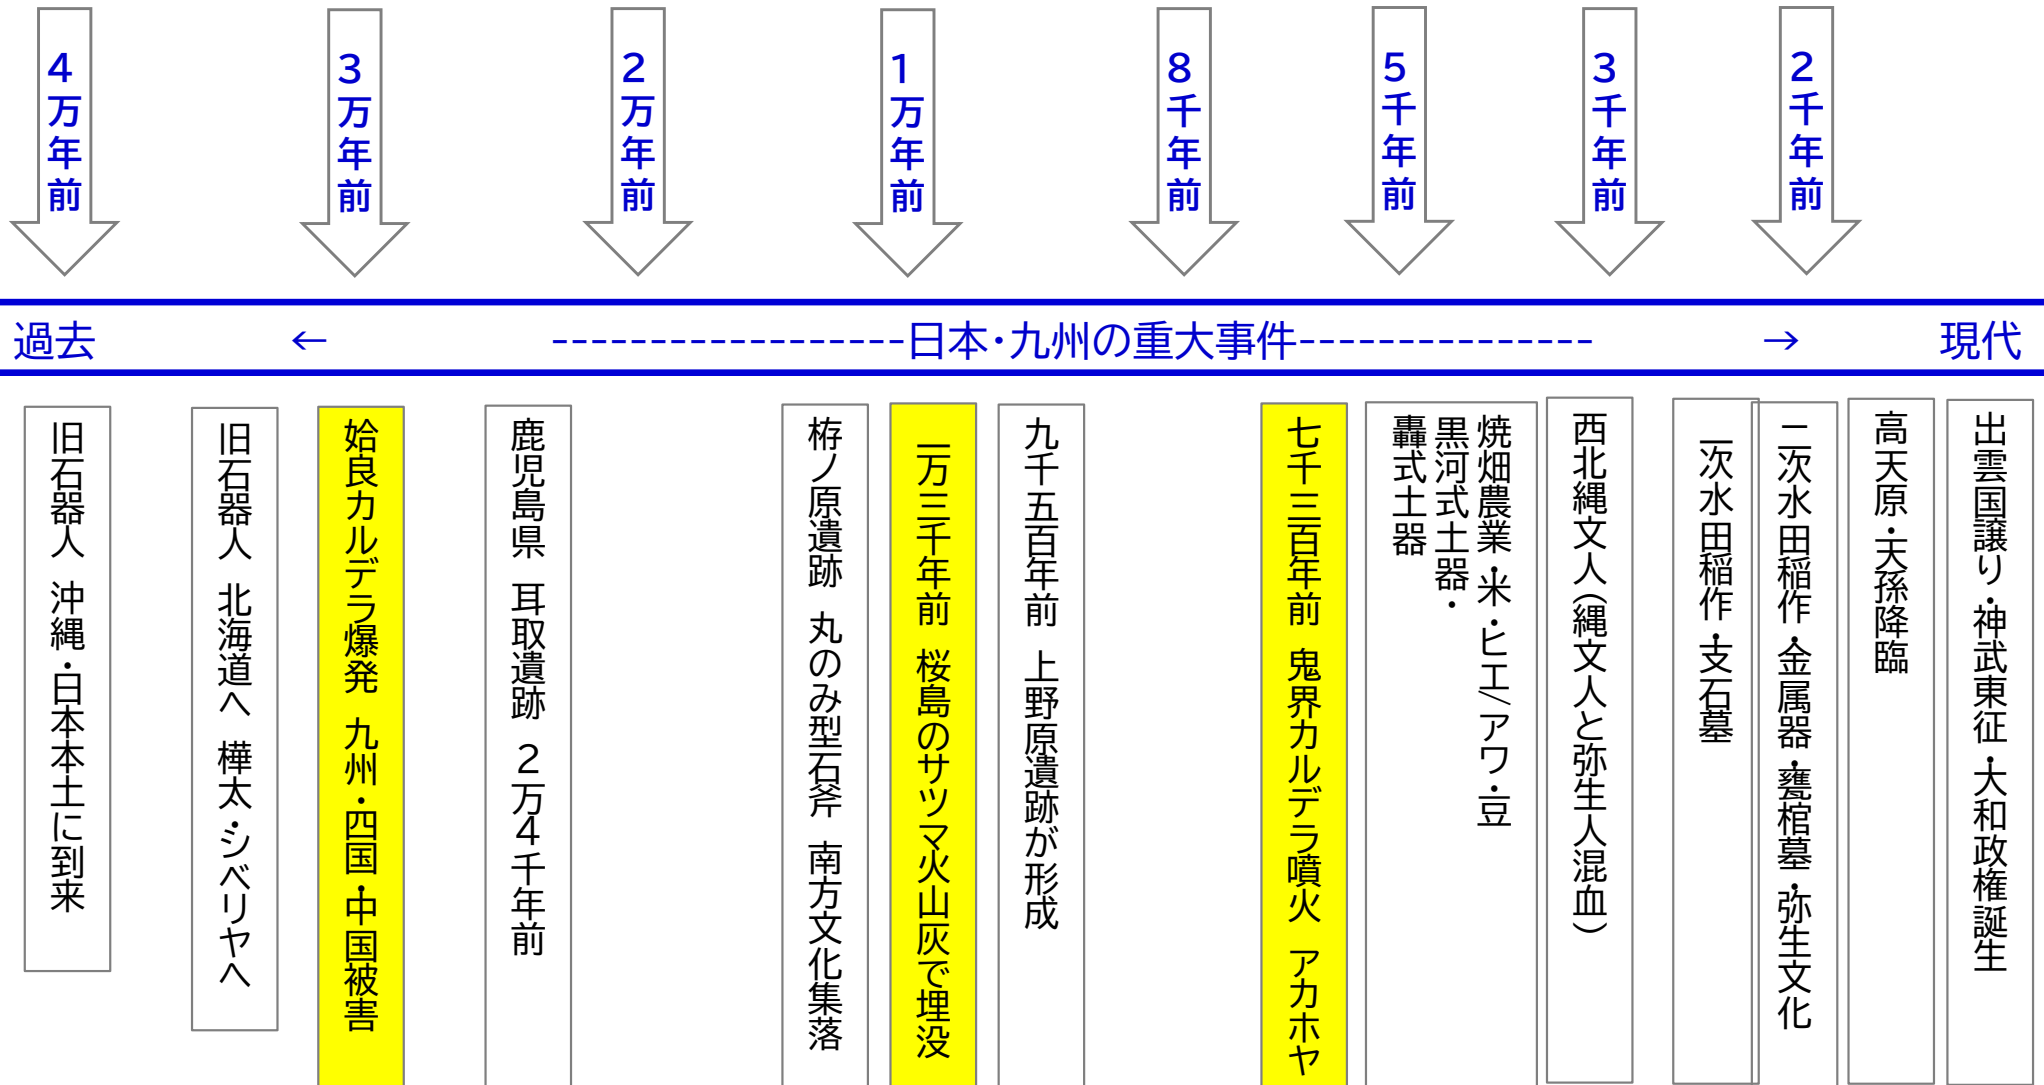 4万年前
3万年前
2万年前
1万年前
8千年前
5千年前
3千年前
2千年前
過去 ← ------------------日本・九州の重大事件--------------- → 現代
旧石器人 沖縄・日本本土に到来
旧石器人 北海道へ 樺太・シベリヤへ
姶良カルデラ爆発 九州・四国・中国被害
鹿児島県 耳取遺跡 2万4千年前
栫ノ原遺跡 丸のみ型石斧 南方文化集落
一万三千年前 桜島のサツマ火山灰で埋没
九千五百年前 上野原遺跡が形成
七千三百年前 鬼界カルデラ噴火 アカホヤ
焼畑農業・米・ヒエ/アワ・豆
黒河式土器・
轟式土器
西北縄文人(縄文人と弥生人混血)
一次水田稲作・支石墓
二次水田稲作・金属器・甕棺墓・弥生文化
高天原・天孫降臨
出雲国譲り・神武東征・大和政権誕生